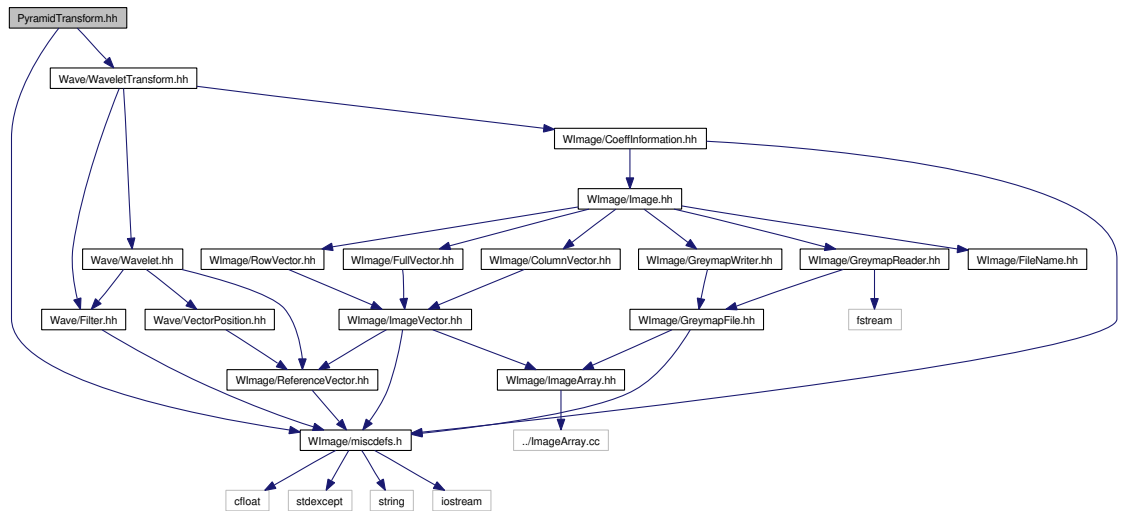 PyramidTransform.hh
Wave/WaveletTransform.hh
WImage/CoeffInformation.hh
WImage/Image.hh
Wave/Wavelet.hh
WImage/RowVector.hh
WImage/FullVector.hh
WImage/ColumnVector.hh
WImage/GreymapWriter.hh
WImage/GreymapReader.hh
WImage/FileName.hh
Wave/Filter.hh
Wave/VectorPosition.hh
WImage/ImageVector.hh
WImage/GreymapFile.hh
fstream
WImage/ReferenceVector.hh
WImage/ImageArray.hh
WImage/miscdefs.h
../ImageArray.cc
cfloat
stdexcept
string
iostream